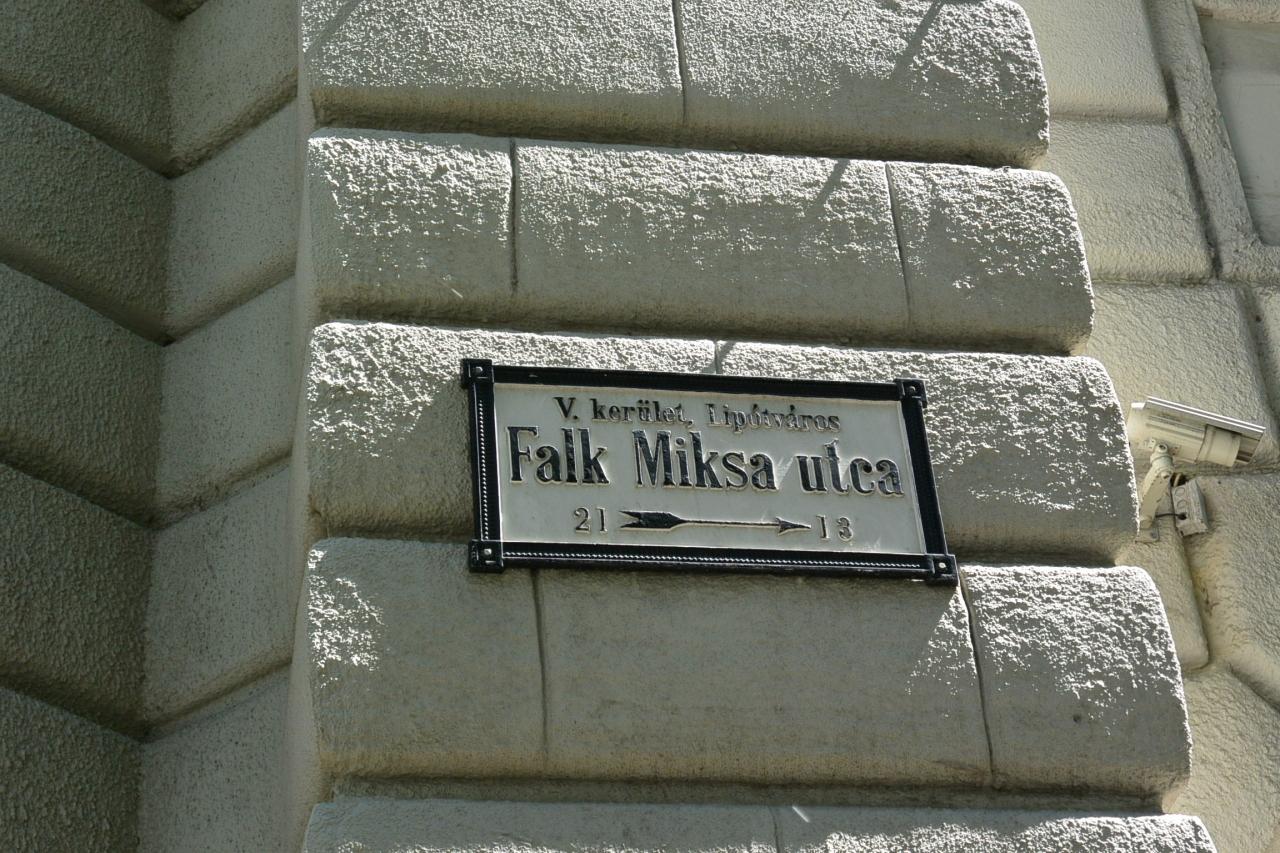 V. kerület, Lipótváros
Falk Miksa utca
21 13